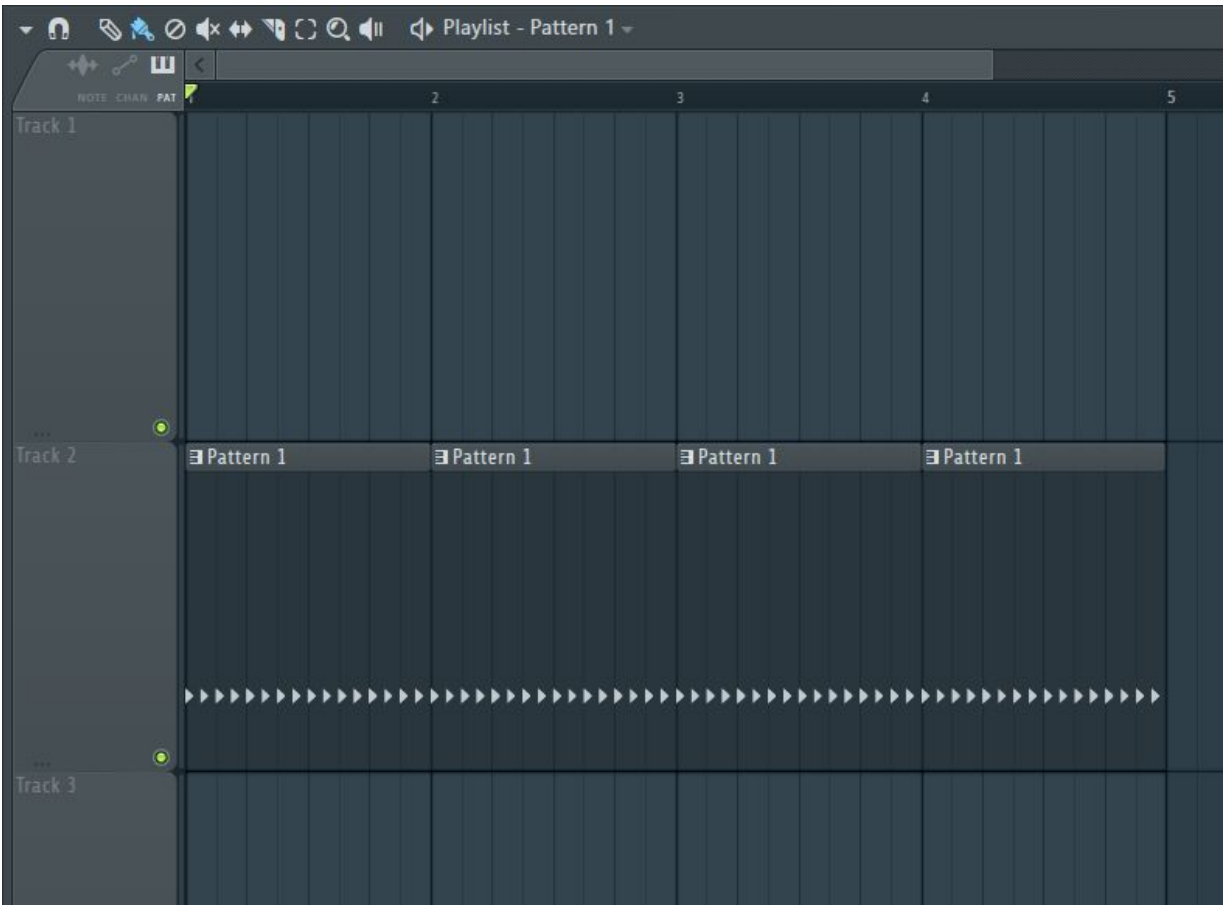 Playlist - Pattern 1
NOTE CHAN PAT
1 2 3 4 5
Track 1
Track 2
Pattern 1 Pattern 1 Pattern 1 Pattern 1
Track 3